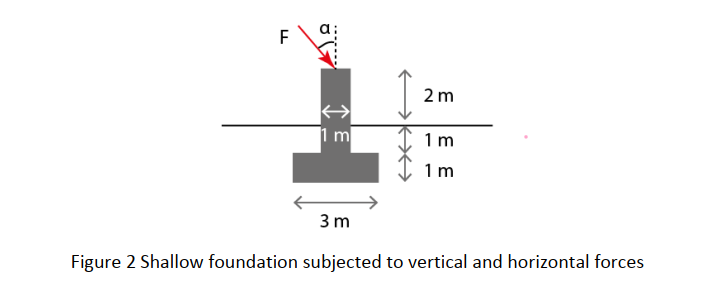 F
α
2 m
1 m
1 m
1 m
3 m
Figure 2 Shallow foundation subjected to vertical and horizontal forces